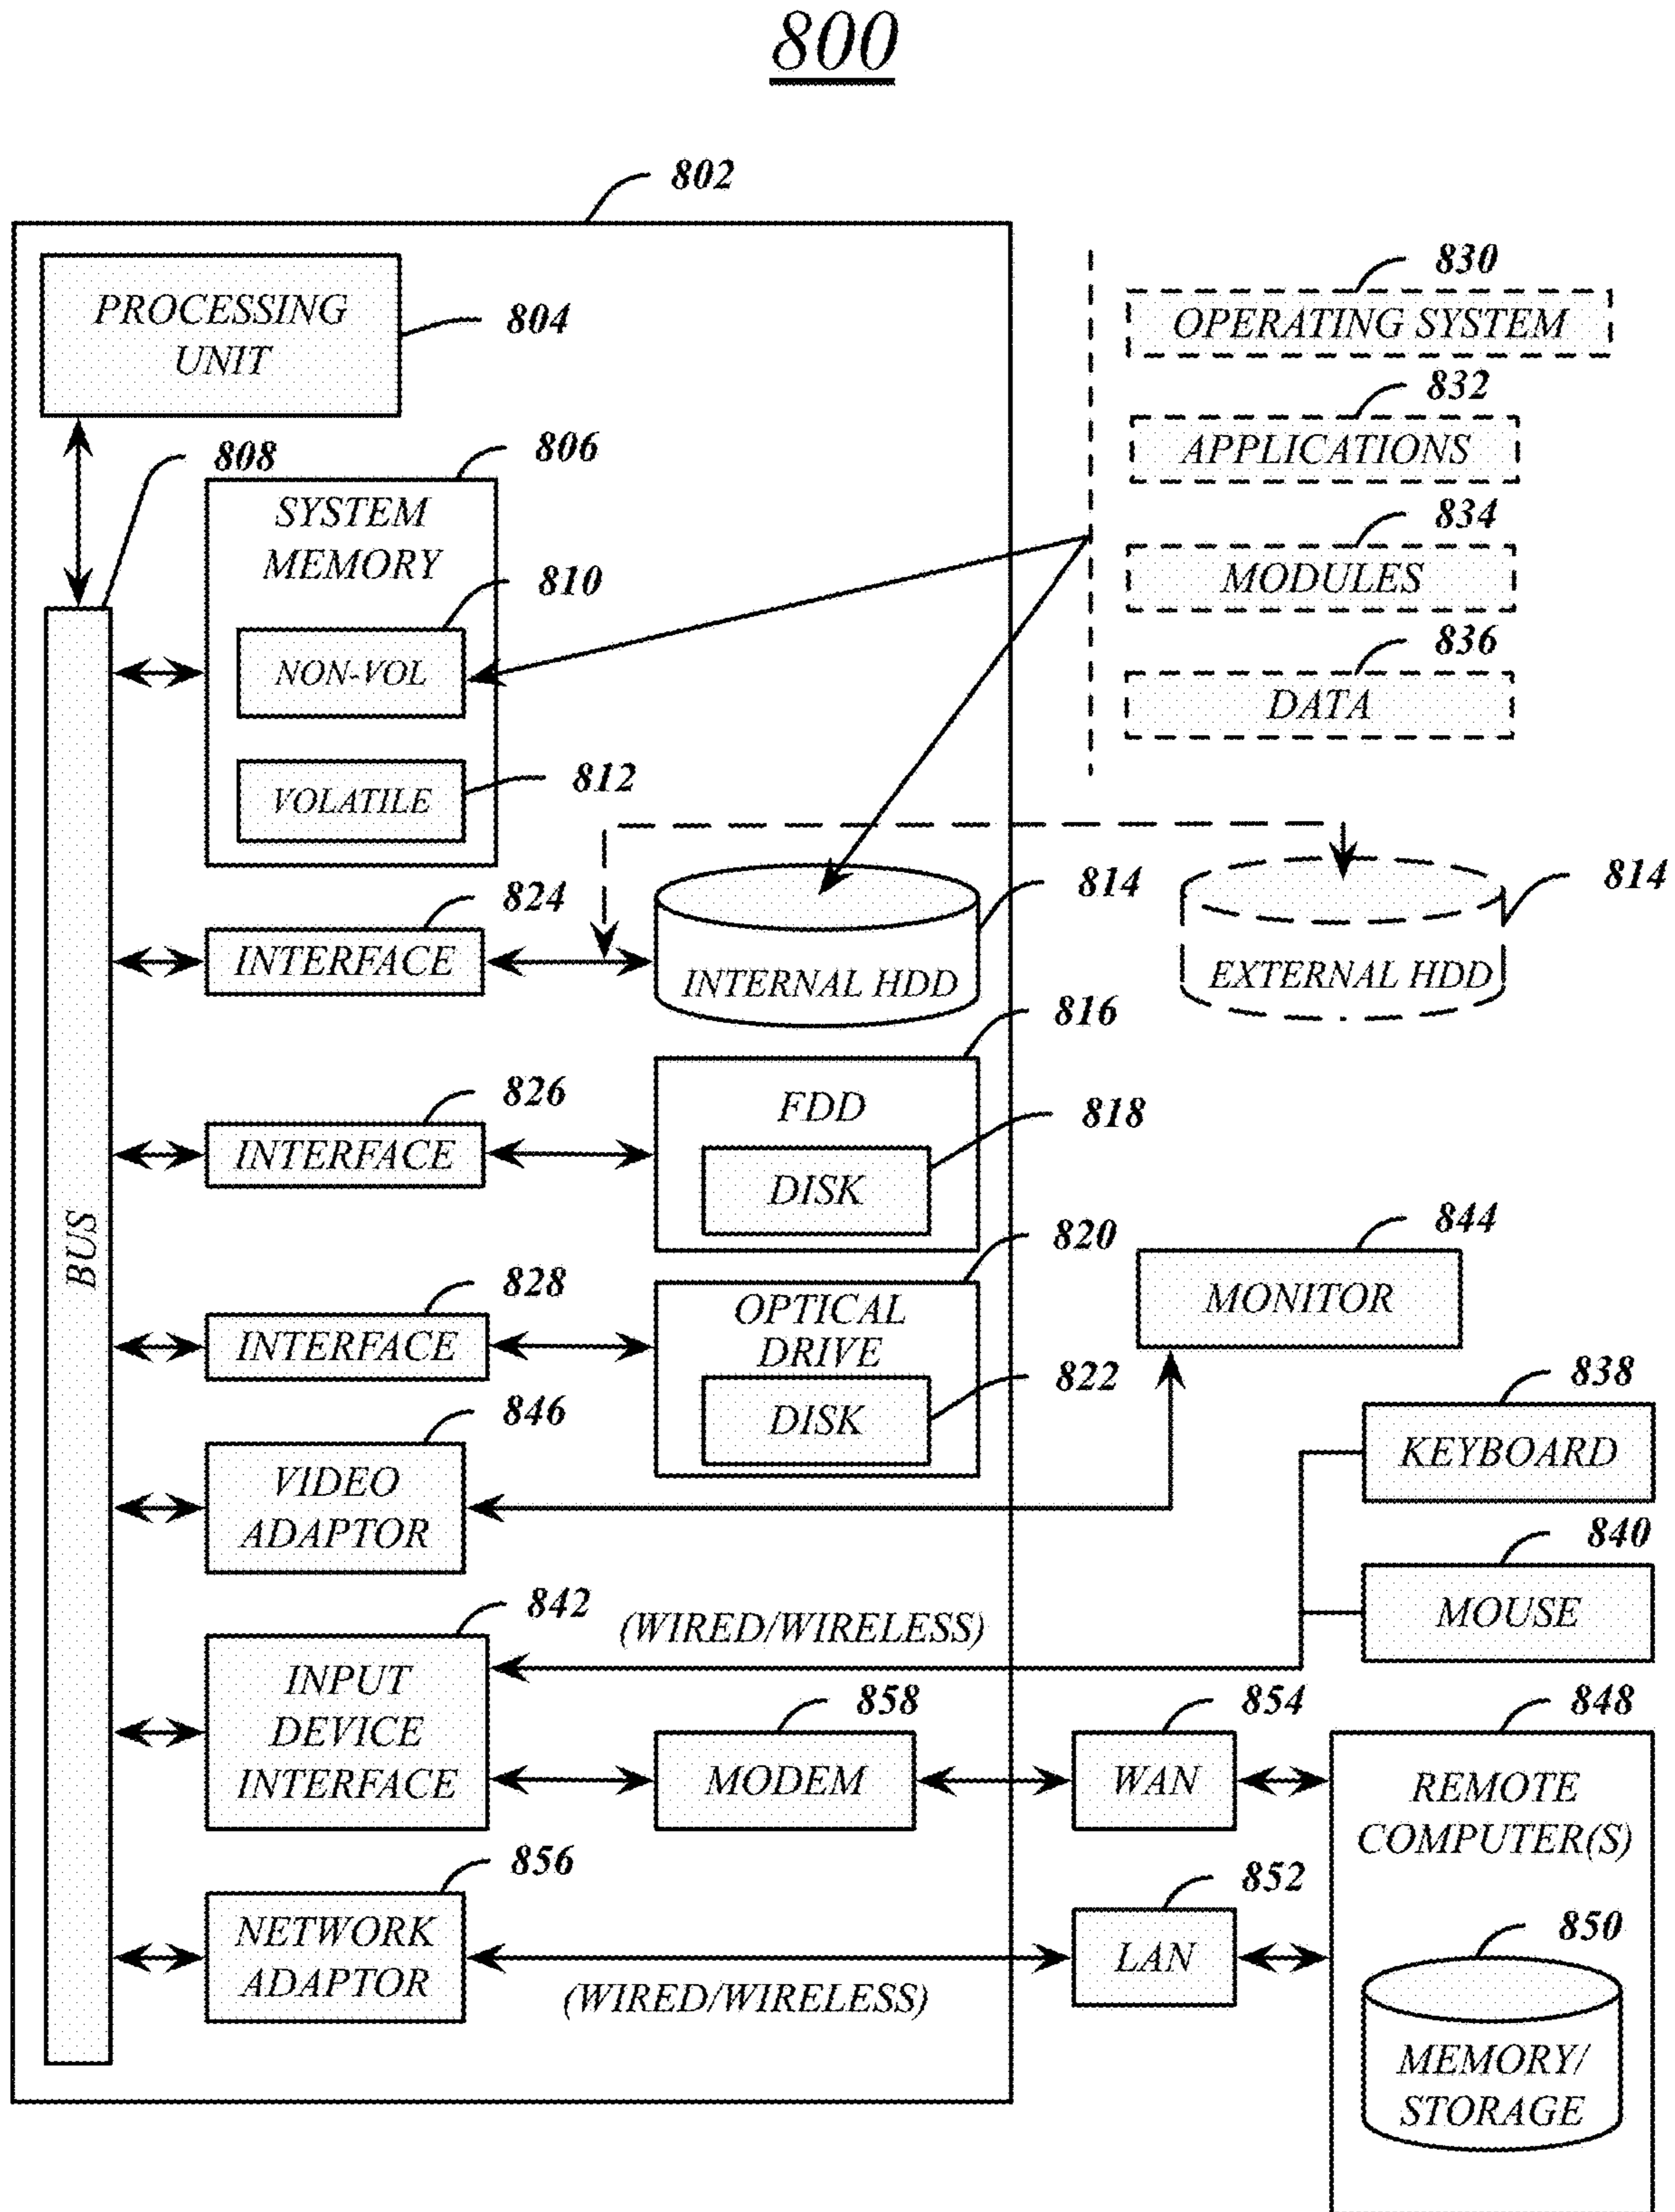 800
802
PROCESSING
UNIT
804
808
806
SYSTEM
MEMORY
810
NON-VOL
812
VOLATILE
BUS
830
OPERATING SYSTEM
832
APPLICATIONS
834
MODULES
836
DATA
824
INTERFACE
814
INTERNAL HDD
814
EXTERNAL HDD
826
INTERFACE
816
FDD
818
DISK
828
INTERFACE
820
OPTICAL
DRIVE
822
DISK
844
MONITOR
846
VIDEO
ADAPTOR
838
KEYBOARD
840
MOUSE
842
INPUT
DEVICE
INTERFACE
(WIRED/WIRELESS)
858
MODEM
854
WAN
848
REMOTE
COMPUTER(S)
856
NETWORK
ADAPTOR
(WIRED/WIRELESS)
852
LAN
850
MEMORY/
STORAGE